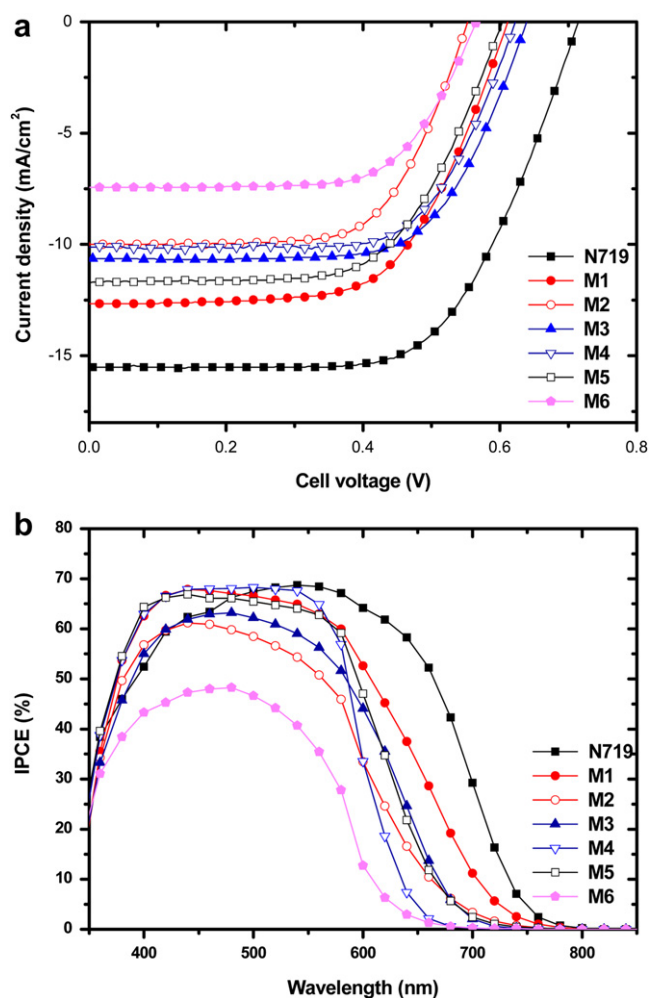 a
0
-5
-10
-15
Current density (mA/cm²)
0.0 0.2 0.4 0.6 0.8
Cell voltage (V)
N719
M1
M2
M3
M4
M5
M6
b
80
70
60
50
40
30
20
10
0
IPCE (%)
400 500 600 700 800
Wavelength (nm)
N719
M1
M2
M3
M4
M5
M6